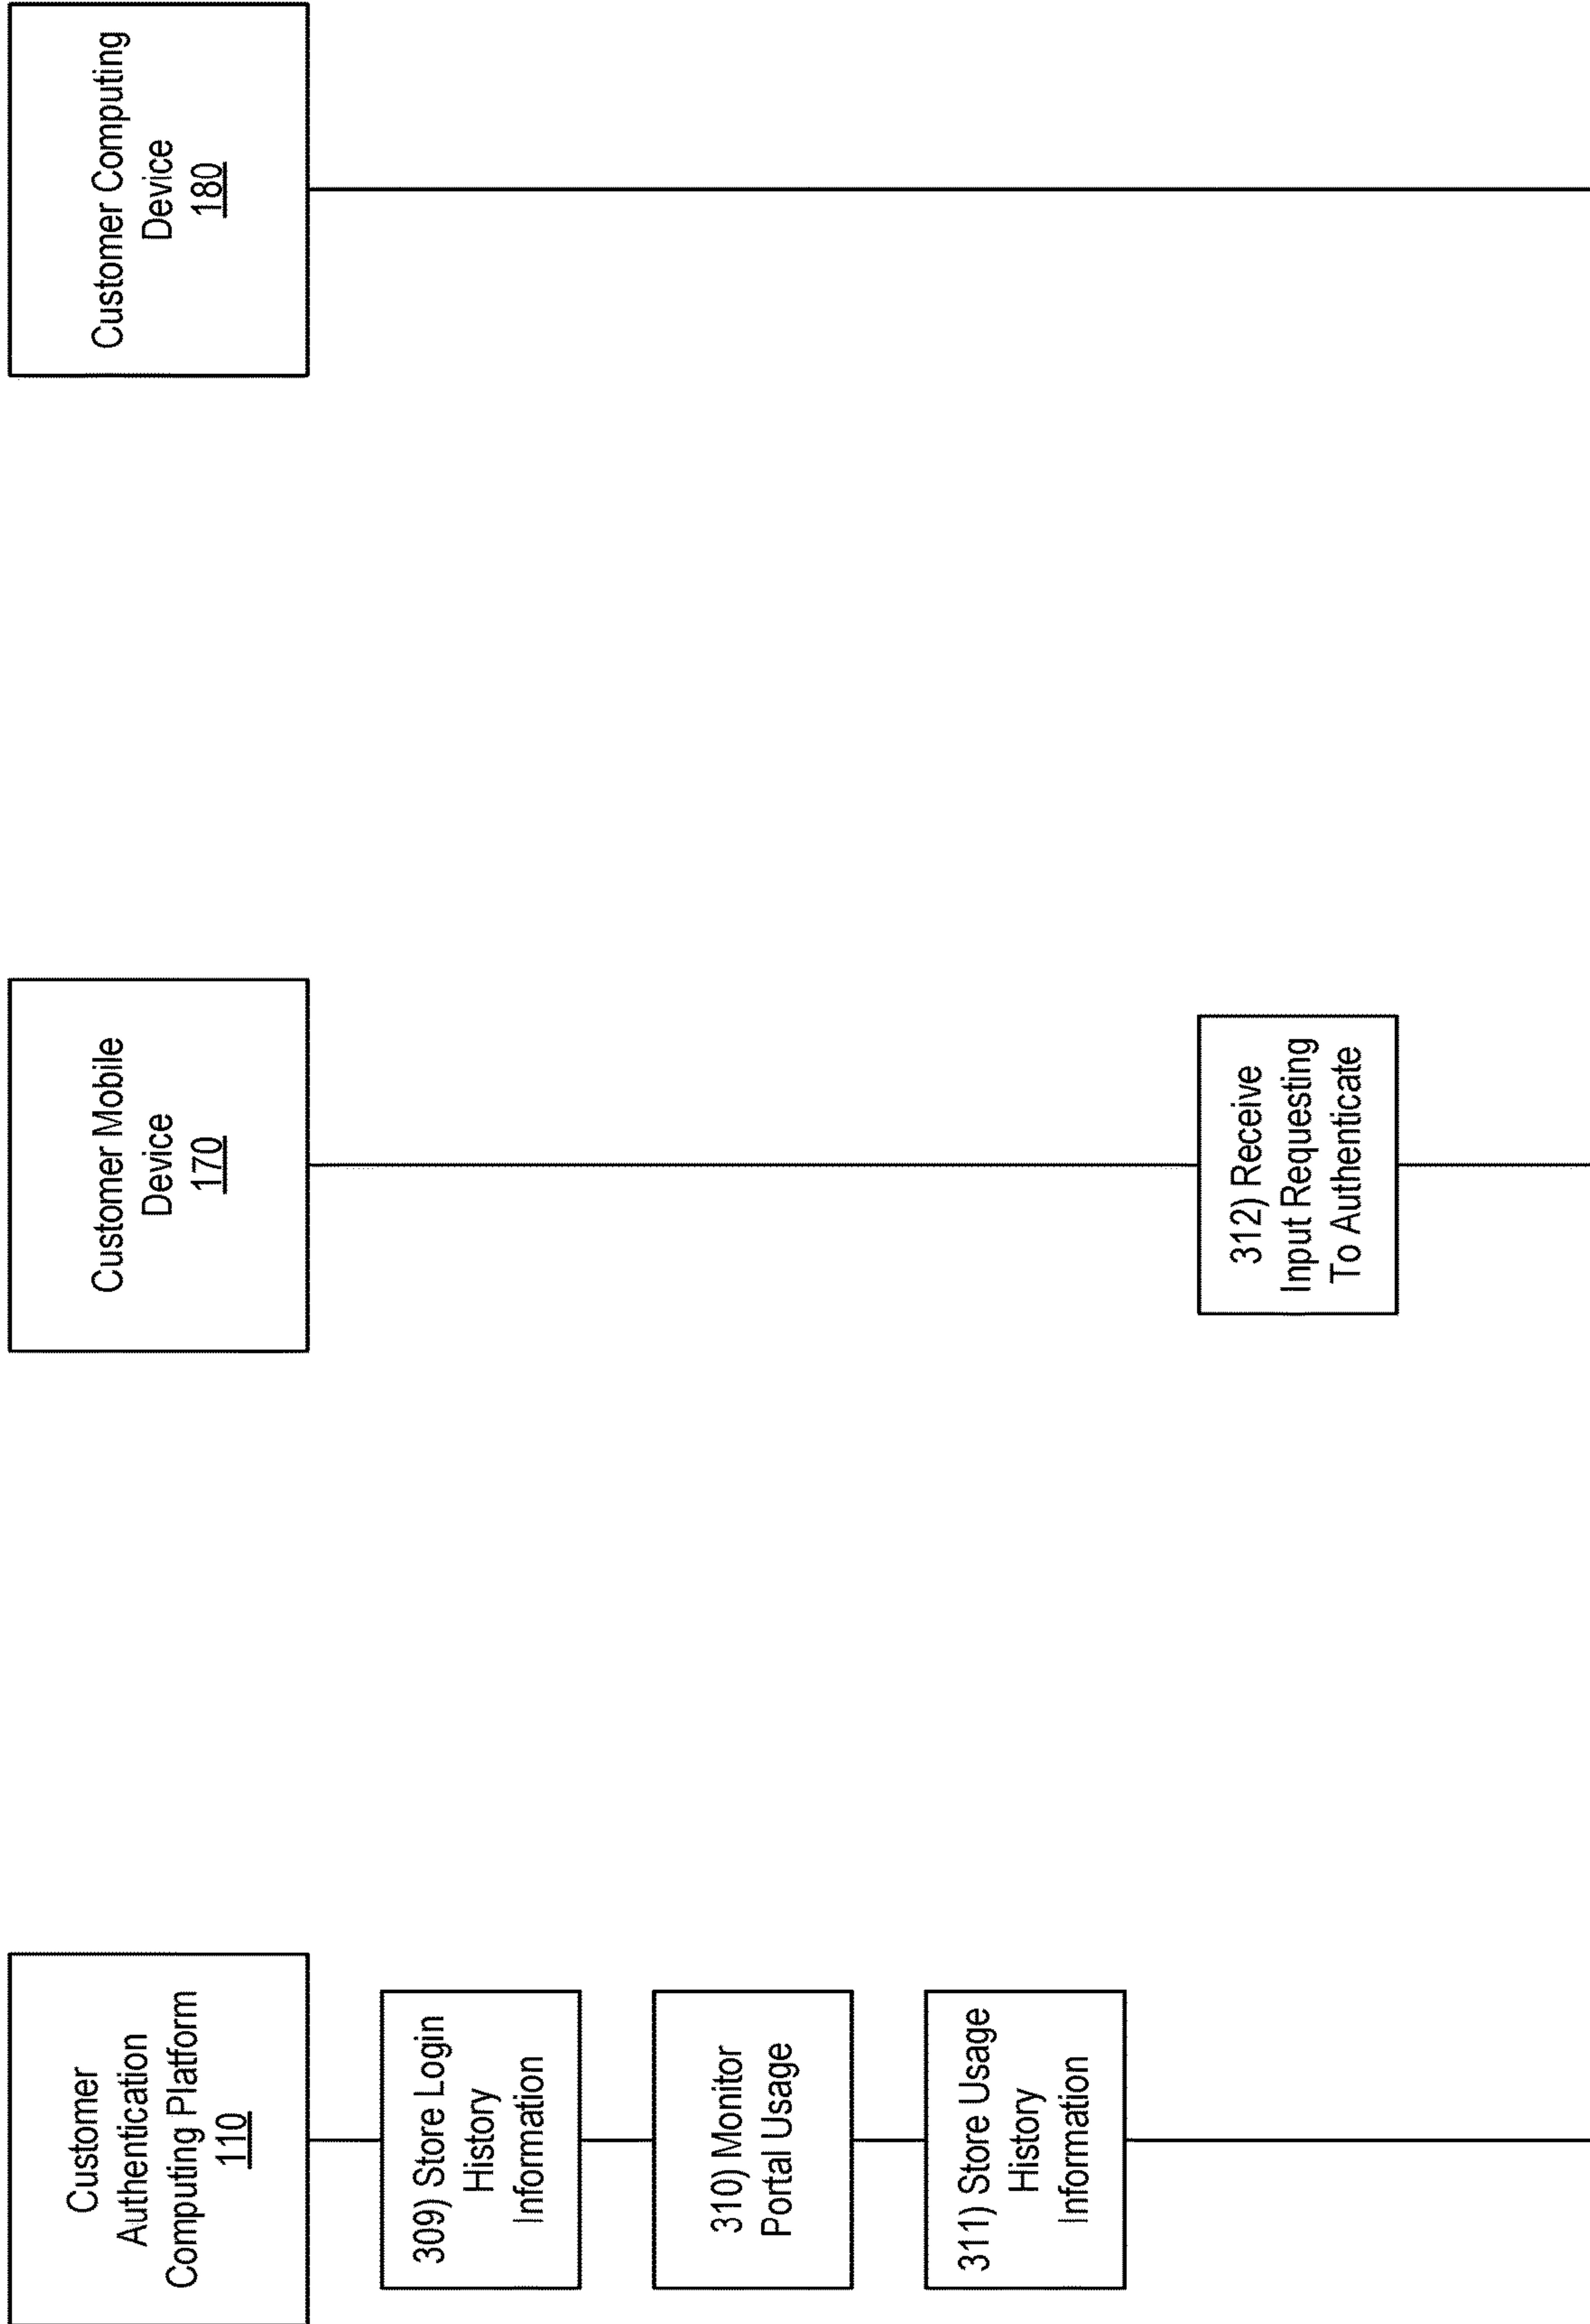 Customer
Authentication
Computing Platform
110
Customer Mobile
Device
170
Customer Computing
Device
180
309) Store Login
History
Information
310) Monitor
Portal Usage
311) Store Usage
History
Information
312) Receive
Input Requesting
To Authenticate